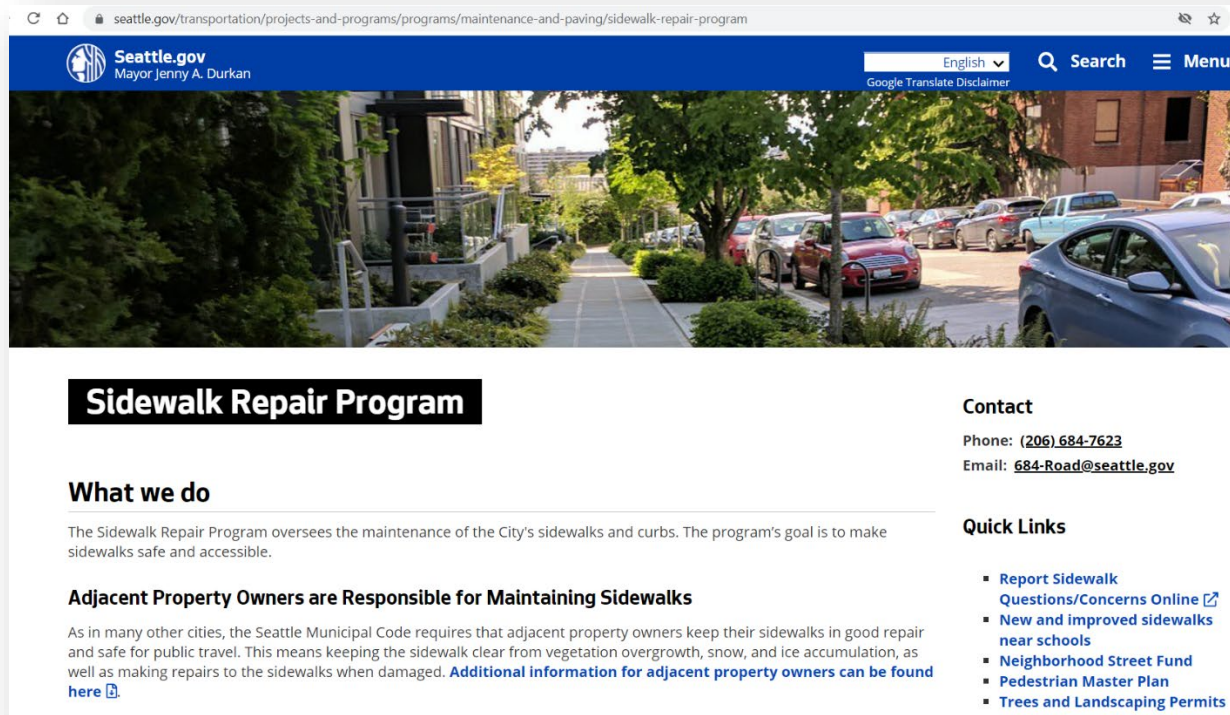 seattle.gov/transportation/projects-and-programs/programs/maintenance-and-paving/sidewalk-repair-program
Seattle.gov
Mayor Jenny A. Durkan
English
Google Translate Disclaimer
Search
Menu
Sidewalk Repair Program
What we do
The Sidewalk Repair Program oversees the maintenance of the City's sidewalks and curbs. The program's goal is to make
sidewalks safe and accessible.
Adjacent Property Owners are Responsible for Maintaining Sidewalks
As in many other cities, the Seattle Municipal Code requires that adjacent property owners keep their sidewalks in good repair
and safe for public travel. This means keeping the sidewalk clear from vegetation overgrowth, snow, and ice accumulation, as
well as making repairs to the sidewalks when damaged. Additional information for adjacent property owners can be found
here.
Contact
Phone: (206) 684-7623
Email: 684-Road@seattle.gov
Quick Links
Report Sidewalk
Questions/Concerns Online
New and improved sidewalks
near schools
Neighborhood Street Fund
Pedestrian Master Plan
Trees and Landscaping Permits